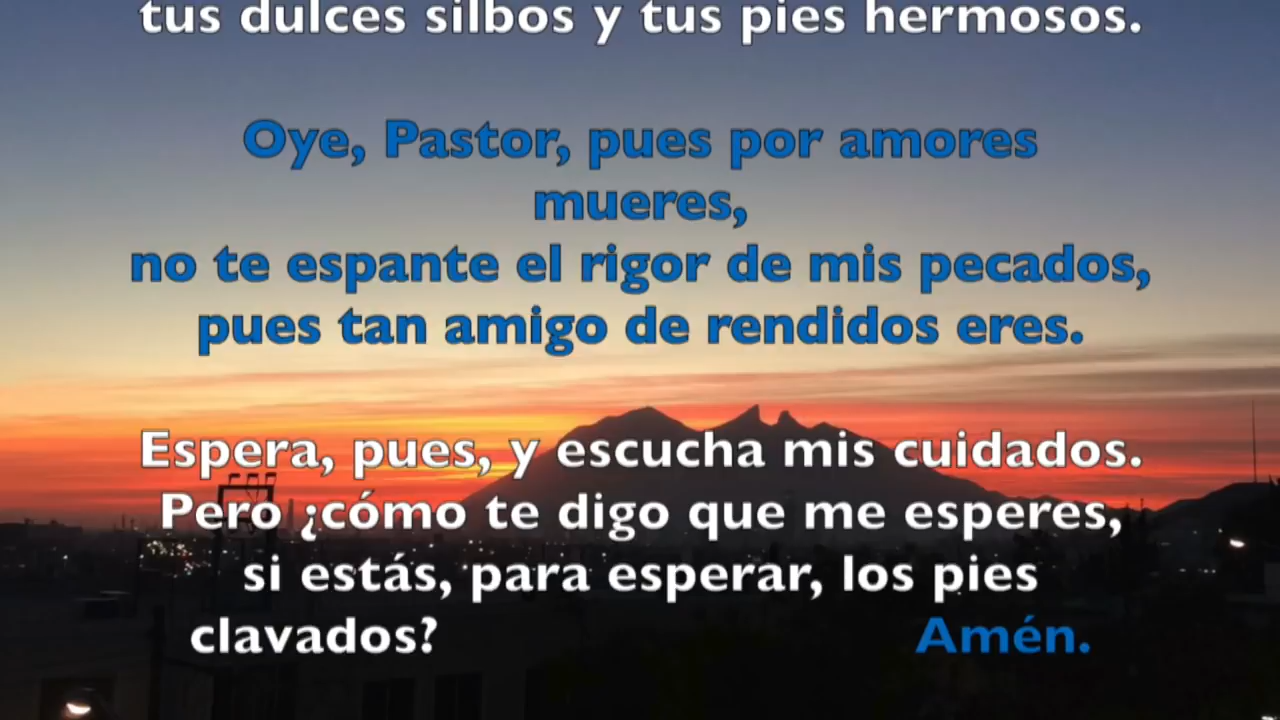 tus dulces silbos y tus pies hermosos.
Oye, Pastor, pues por amores
mueres,
no te espante el rigor de mis pecados,
pues tan amigo de rendidos eres.
Espera, pues, y escucha mis cuidados.
Pero ¿cómo te digo que me esperes,
si estás, para esperar, los pies
clavados? Amén.